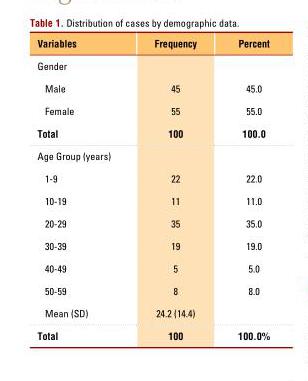 Table 1. Distribution of cases by demographic data.
Variables Frequency Percent
Gender
Male 45 45.0
Female 55 55.0
Total 100 100.0
Age Group (years)
1-9 22 22.0
10-19 11 11.0
20-29 35 35.0
30-39 19 19.0
40-49 5 5.0
50-59 8 8.0
Mean (SD) 24.2 (14.4)
Total 100 100.0%